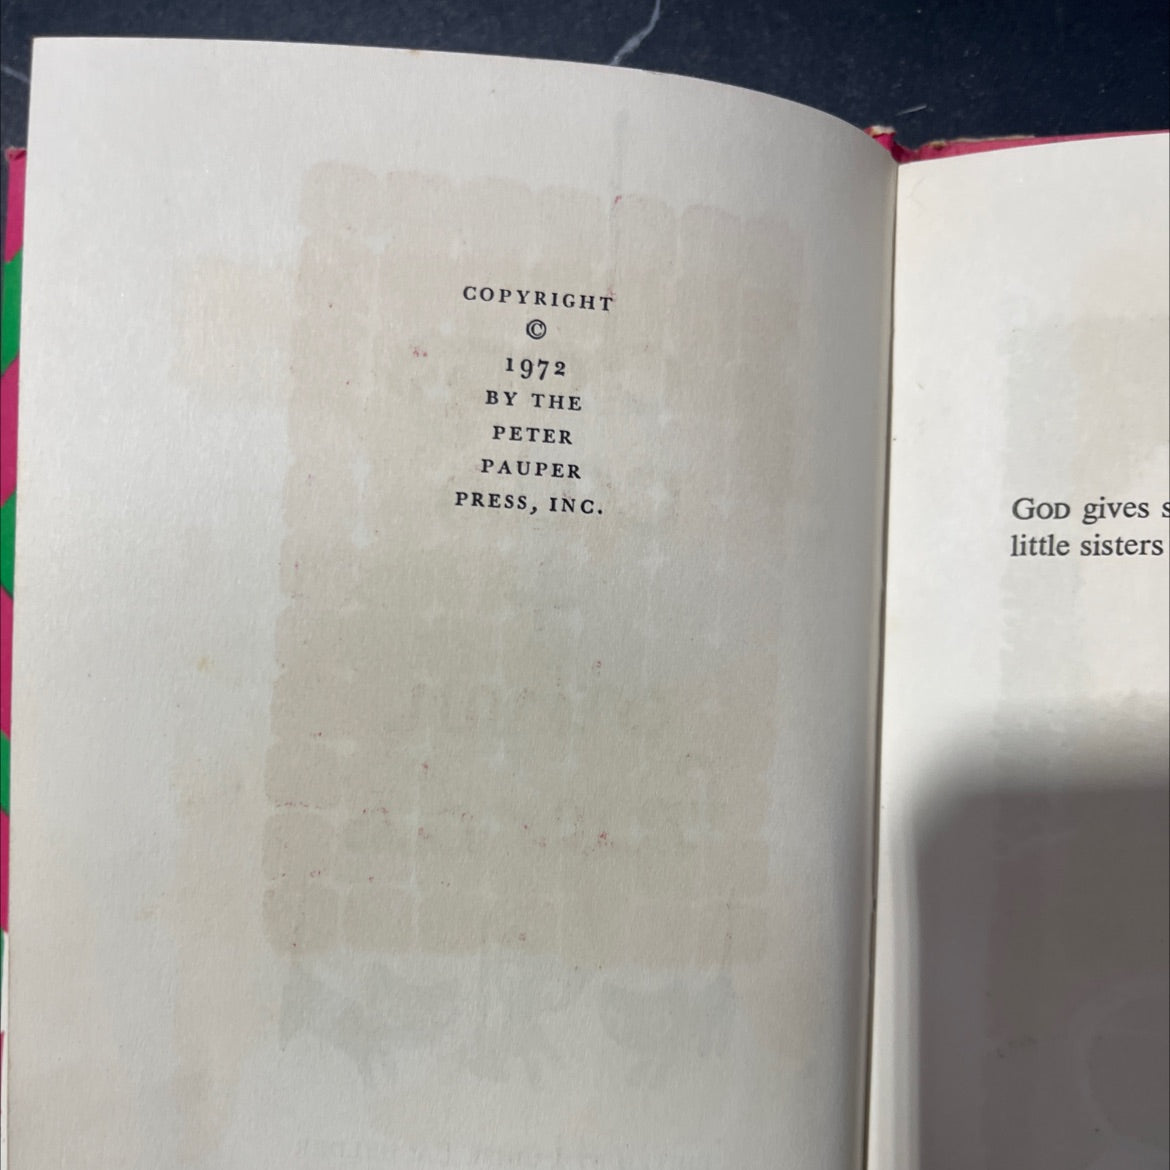 COPYRIGHT
©
1972
BY THE
PETER
PAUPER
PRESS, INC.
GOD gives s
little sisters